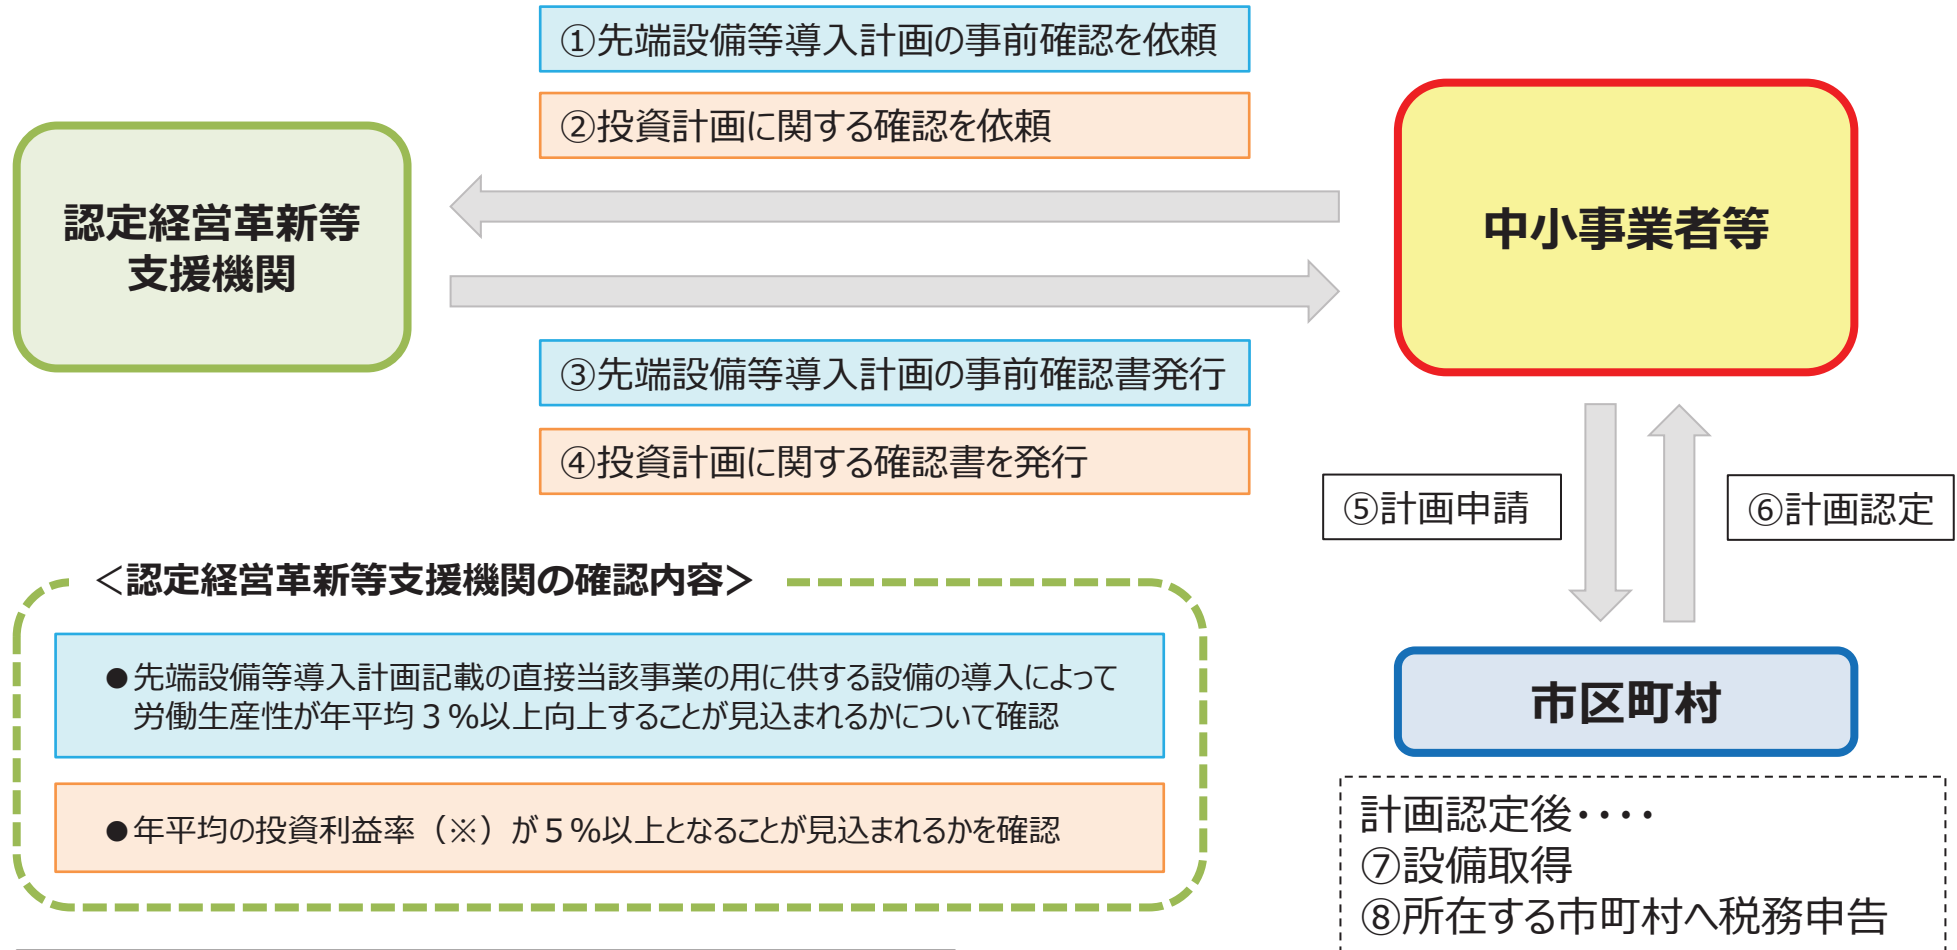 ①先端設備等導入計画の事前確認を依頼
②投資計画に関する確認を依頼
認定経営革新等
支援機関
中小事業者等
③先端設備等導入計画の事前確認書発行
④投資計画に関する確認書を発行
⑤計画申請
⑥計画認定
＜認定経営革新等支援機関の確認内容＞
●先端設備等導入計画記載の直接当該事業の用に供する設備の導入によって
労働生産性が年平均３％以上向上することが見込まれるかについて確認
●年平均の投資利益率（※）が５％以上となることが見込まれるかを確認
市区町村
計画認定後・・・・
⑦設備取得
⑧所在する市町村へ税務申告